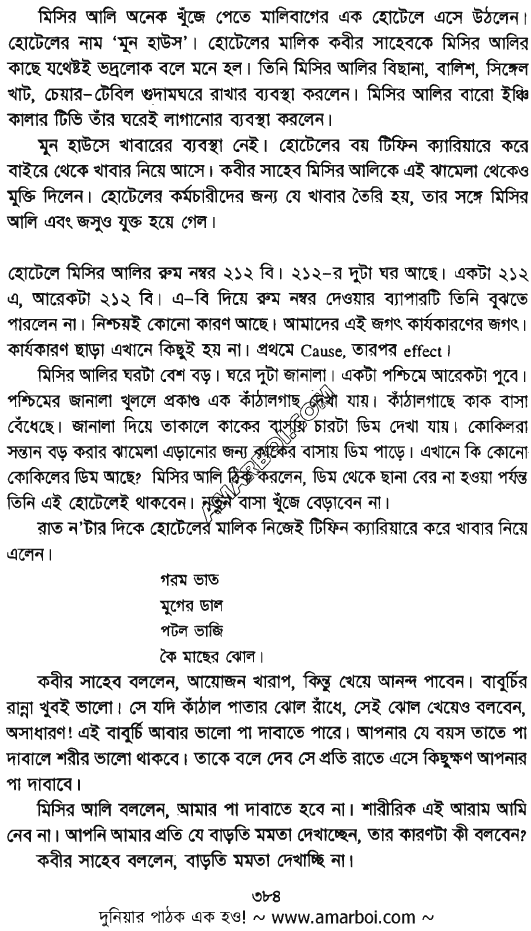 মিসির আলি অনেক খুঁজে পেতে মালিবাগের এক হোটেলে এসে উঠলেন।
হোটেলের নাম ‘মুন হাউস’। হোটেলের মালিক কবীর সাহেবকে মিসির আলির
কাছে যথেষ্টই ভদ্রলোক বলে মনে হল। তিনি মিসির আলির বিছানা, বালিশ, সিঙ্গেল
খাট, চেয়ার–টেবিল গুদামঘরে রাখার ব্যবস্থা করলেন। মিসির আলির বারো ইঞ্চি
কালার টিভি তাঁর ঘরেই লাগানোর ব্যবস্থা করলেন।
মুন হাউসে খাবারের ব্যবস্থা নেই। হোটেলের বয় টিফিন ক্যারিয়ারে করে
বাইরে থেকে খাবার নিয়ে আসে। কবীর সাহেব মিসির আলিকে এই ঝামেলা থেকেও
মুক্তি দিলেন। হোটেলের কর্মচারীদের জন্য যে খাবার তৈরি হয়, তার সঙ্গে মিসির
আলি এবং জসুও যুক্ত হয়ে গেল।
হোটেলে মিসির আলির রুম নম্বর ২১২ বি। ২১২–র দুটা ঘর আছে। একটা ২১২
এ, আরেকটা ২১২ বি। এ–বি দিয়ে রুম নম্বর দেওয়ার ব্যাপারটি তিনি বুঝতে
পারলেন না। নিশ্চয়ই কোনো কারণ আছে। আমাদের এই জগৎ কার্যকারণের জগৎ।
কার্যকারণ ছাড়া এখানে কিছুই হয় না। প্রথমে Cause, তারপর effect।
মিসির আলির ঘরটা বেশ বড়। ঘরে দুটা জানালা। একটা পশ্চিমে আরেকটা পুবে।
পশ্চিমের জানালা খুললে প্রকাণ্ড এক কাঁঠালগাছ দেখা যায়। কাঁঠালগাছে কাক বাসা
বেঁধেছে। জানালা দিয়ে তাকালে কাকের বাসায় চারটা ডিম দেখা যায়। কোকিলরা
সন্তান বড় করার ঝামেলা এড়ানোর জন্য কাকের বাসায় ডিম পাড়ে। এখানে কি কোনো
কোকিলের ডিম আছে? মিসির আলি ঠিক করলেন, ডিম থেকে ছানা বের না হওয়া পর্যন্ত
তিনি এই হোটেলেই থাকবেন। নতুন বাসা খুঁজে বেড়াবেন না।
রাত ন’টার দিকে হোটেলের মালিক নিজেই টিফিন ক্যারিয়ারে করে খাবার নিয়ে
এলেন।
গরম ভাত
মুগের ডাল
পটল ভাজি
কৈ মাছের ঝোল।
কবীর সাহেব বললেন, আয়োজন খারাপ, কিন্তু খেয়ে আনন্দ পাবেন। বাবুর্চির
রান্না খুবই ভালো। সে যদি কাঁঠাল পাতার ঝোল রাঁধে, সেই ঝোল খেয়েও বলবেন,
অসাধারণ! এই বাবুর্চি আবার ভালো পা দাবাতে পারে। আপনার যে বয়স তাতে পা
দাবালে শরীর ভালো থাকবে। তাকে বলে দেব সে প্রতি রাতে এসে কিছুক্ষণ আপনার
পা দাবাবে।
মিসির আলি বললেন, আমার পা দাবাতে হবে না। শারীরিক এই আরাম আমি
নেব না। আপনি আমার প্রতি যে বাড়তি মমতা দেখাচ্ছেন, তার কারণটা কী বলবেন?
কবীর সাহেব বললেন, বাড়তি মমতা দেখাচ্ছি না।
৩৮৪
দুনিয়ার পাঠক এক হও! ~ www.amarboi.com ~
AMARBOI.COM